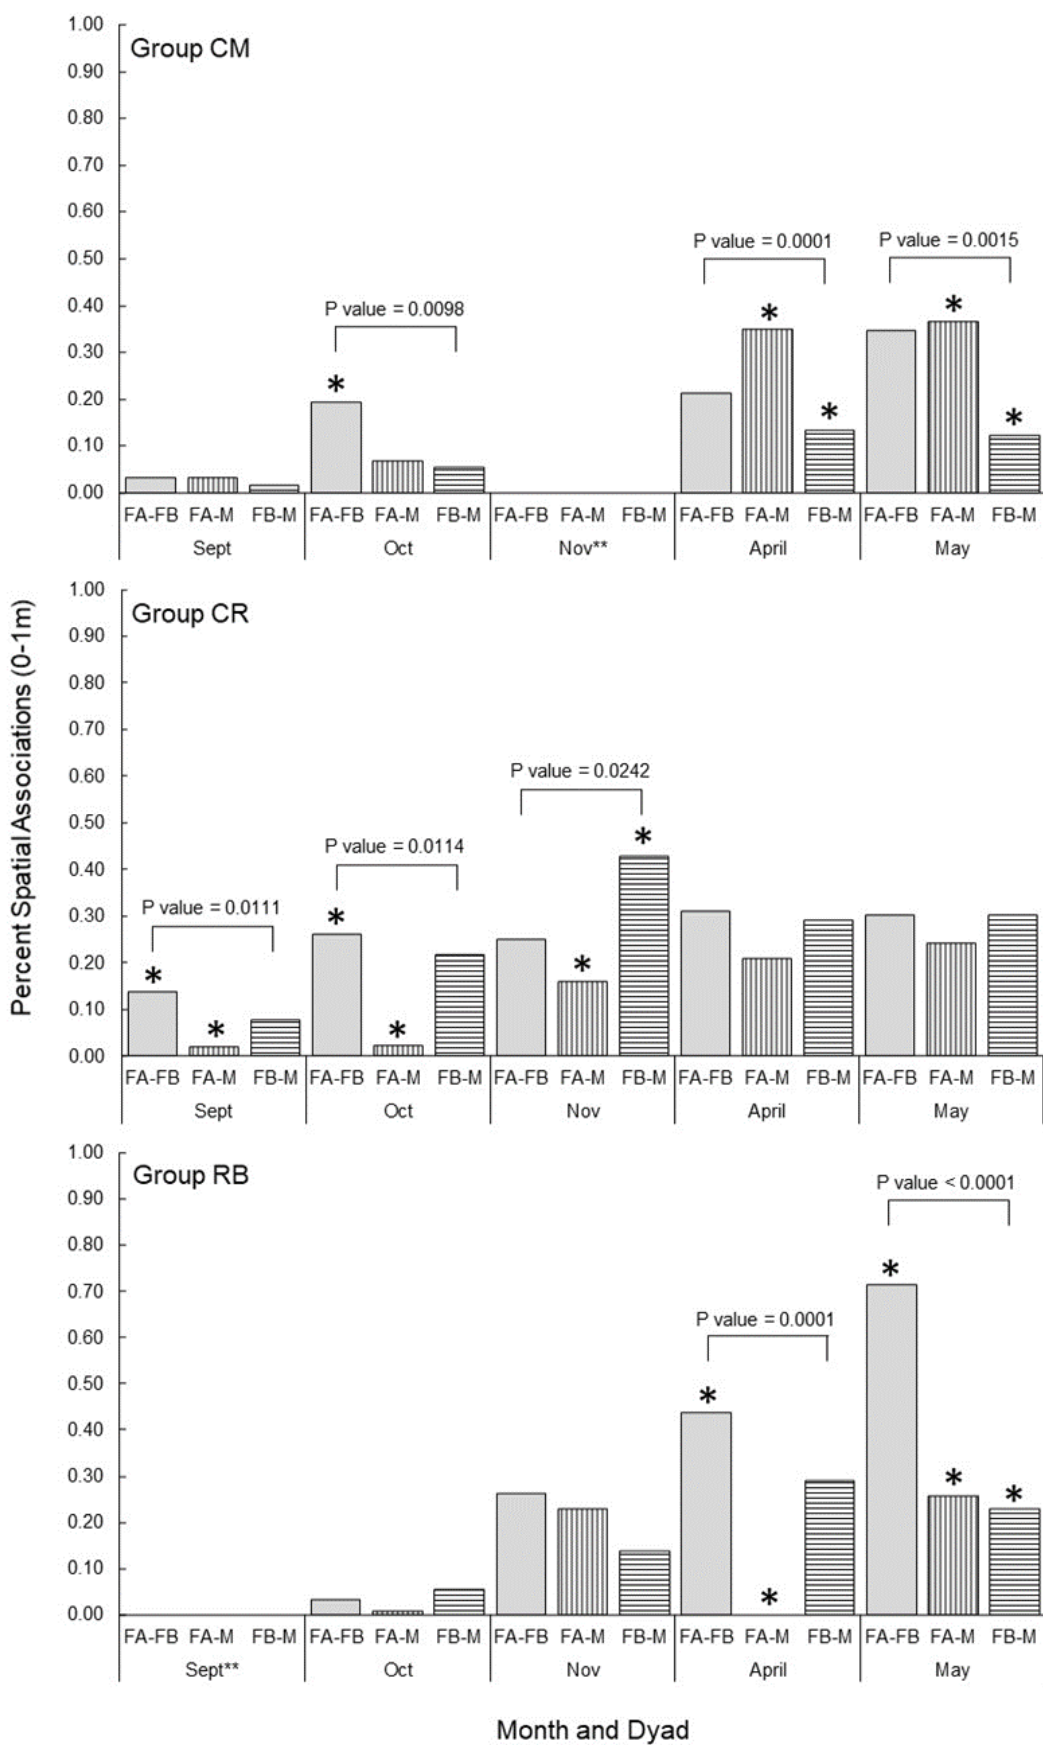 Percent Spatial Associations (0-1m)
Group CM
1.00
0.90
0.80
0.70
0.60
0.50
0.40
0.30
0.20
0.10
0.00
P value = 0.0098
P value = 0.0001
P value = 0.0015
*
*
*
*
*
FA-FB FA-M FB-M FA-FB FA-M FB-M FA-FB FA-M FB-M FA-FB FA-M FB-M FA-FB FA-M FB-M
Sept Oct Nov** April May
Group CR
1.00
0.90
0.80
0.70
0.60
0.50
0.40
0.30
0.20
0.10
0.00
P value = 0.0111
P value = 0.0114
P value = 0.0242
*
*
*
*
*
*
FA-FB FA-M FB-M FA-FB FA-M FB-M FA-FB FA-M FB-M FA-FB FA-M FB-M FA-FB FA-M FB-M
Sept Oct Nov April May
Group RB
1.00
0.90
0.80
0.70
0.60
0.50
0.40
0.30
0.20
0.10
0.00
P value = 0.0001
P value < 0.0001
*
*
*
*
*
FA-FB FA-M FB-M FA-FB FA-M FB-M FA-FB FA-M FB-M FA-FB FA-M FB-M FA-FB FA-M FB-M
Sept** Oct Nov April May
Month and Dyad